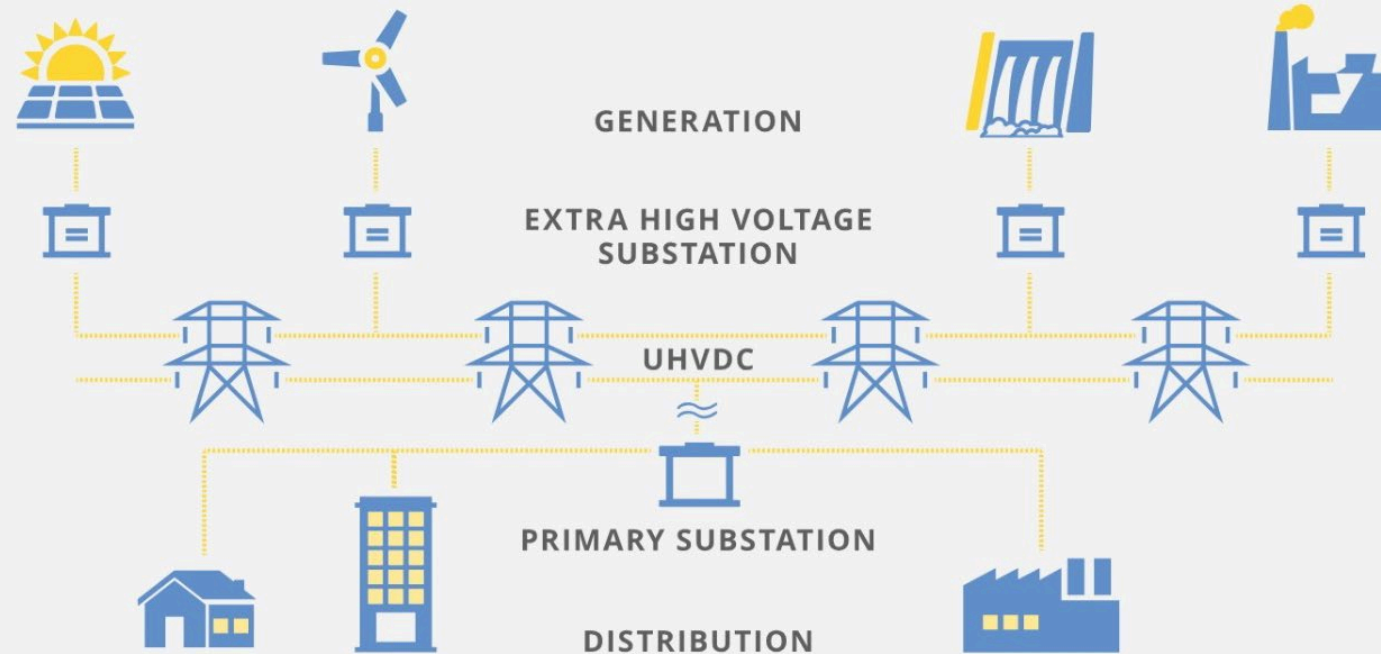 GENERATION
EXTRA HIGH VOLTAGE
SUBSTATION
UHVDC
PRIMARY SUBSTATION
DISTRIBUTION